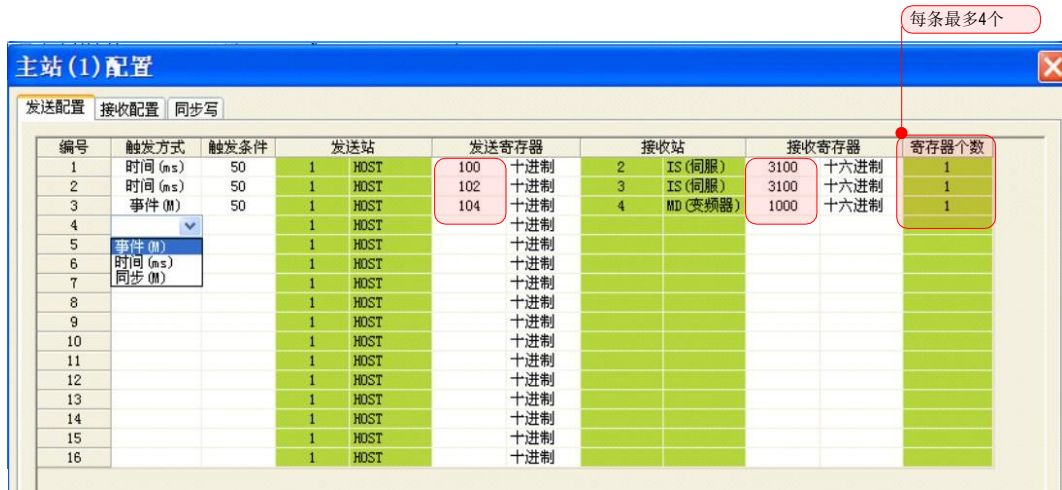 每条最多4个
主站(1)配置
发送配置 接收配置 同步写
编号 触发方式 触发条件 发送站 发送寄存器 接收站 接收寄存器 寄存器个数
1 时间(ms) 50 1 HOST 100 十进制 2 IS(伺服) 3100 十六进制 1
2 时间(ms) 50 1 HOST 102 十进制 3 IS(伺服) 3100 十六进制 1
3 事件(M) 50 1 HOST 104 十进制 4 MD(变频器) 1000 十六进制 1
4 1 HOST 十进制
5 事件(M) 1 HOST 十进制
6 时间(ms) 1 HOST 十进制
7 同步(M) 1 HOST 十进制
8 1 HOST 十进制
9 1 HOST 十进制
10 1 HOST 十进制
11 1 HOST 十进制
12 1 HOST 十进制
13 1 HOST 十进制
14 1 HOST 十进制
15 1 HOST 十进制
16 1 HOST 十进制